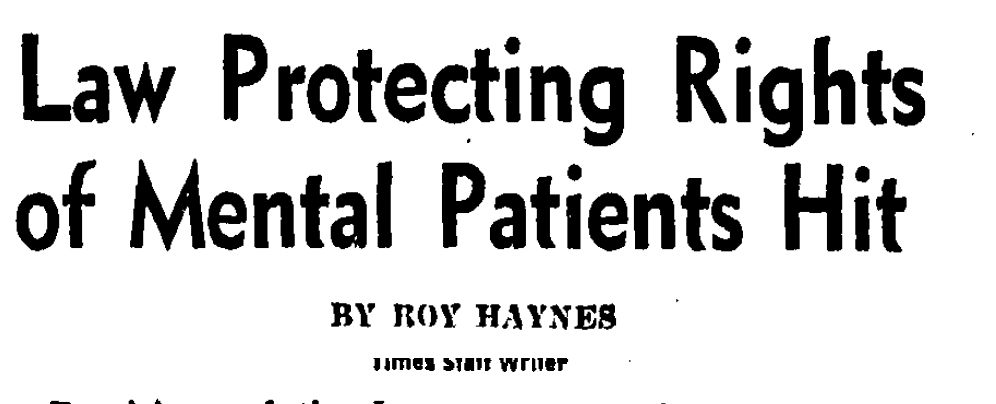 Law Protecting Rights
of Mental Patients Hit
BY ROY HAYNES
Times Staff Writer